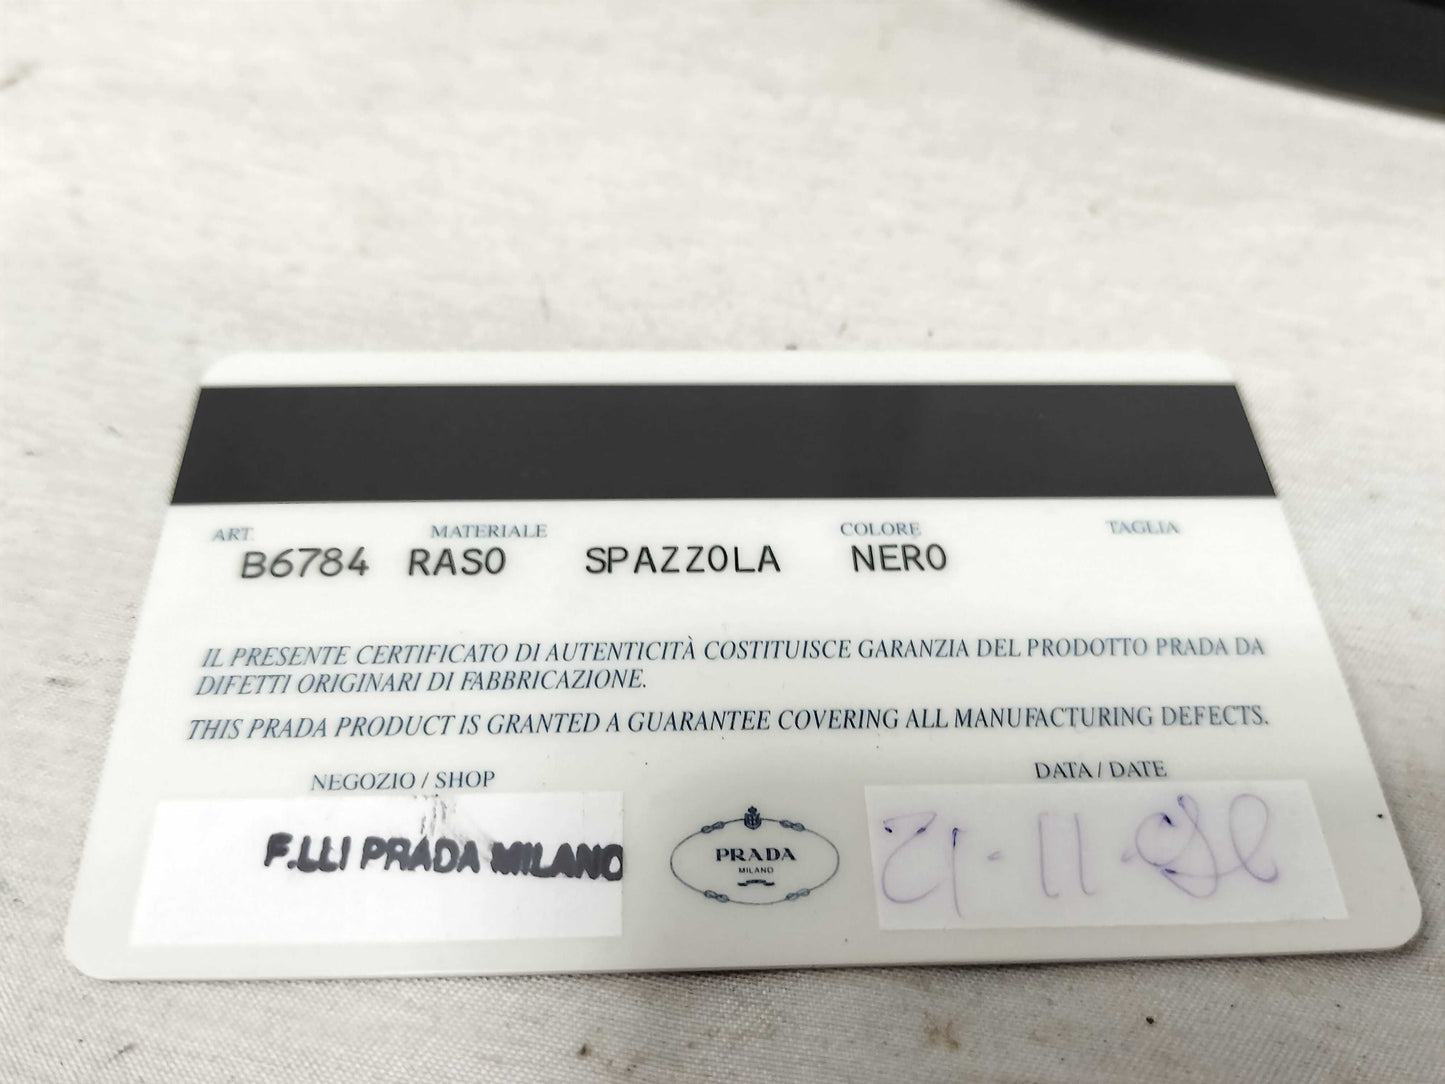 ART. MATERIALE COLORE TAGLIA
B6784 RASO SPAZZOLA NERO
IL PRESENTE CERTIFICATO DI AUTENTICITÀ COSTITUISCE GARANZIA DEL PRODOTTO PRADA DA
DIFETTI ORIGINARI DI FABBRICAZIONE.
THIS PRADA PRODUCT IS GRANTED A GUARANTEE COVERING ALL MANUFACTURING DEFECTS.
NEGOZIO / SHOP DATA / DATE
F.LLI PRADA MILANO
PRADA
MILANO
21-11-